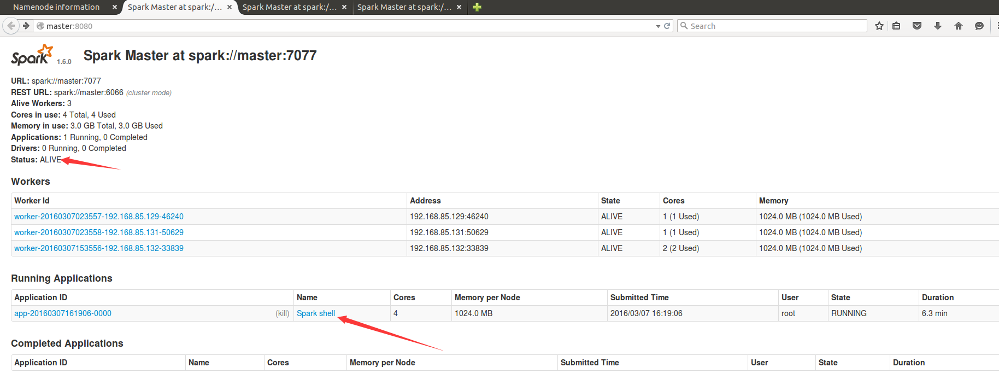 Namenode information × Spark Master at spark:/... × Spark Master at spark:/... × Spark Master at spark:/... ×
master:8080 Search
Spark 1.6.0 Spark Master at spark://master:7077
URL: spark://master:7077
REST URL: spark://master:6066 (cluster mode)
Alive Workers: 3
Cores in use: 4 Total, 4 Used
Memory in use: 3.0 GB Total, 3.0 GB Used
Applications: 1 Running, 0 Completed
Drivers: 0 Running, 0 Completed
Status: ALIVE
Workers
Worker Id Address State Cores Memory
worker-20160307023557-192.168.85.129-46240 192.168.85.129:46240 ALIVE 1 (1 Used) 1024.0 MB (1024.0 MB Used)
worker-20160307023558-192.168.85.131-50629 192.168.85.131:50629 ALIVE 1 (1 Used) 1024.0 MB (1024.0 MB Used)
worker-20160307153556-192.168.85.132-33839 192.168.85.132:33839 ALIVE 2 (2 Used) 1024.0 MB (1024.0 MB Used)
Running Applications
Application ID Name Cores Memory per Node Submitted Time User State Duration
app-20160307161906-0000 (kill) Spark shell 4 1024.0 MB 2016/03/07 16:19:06 root RUNNING 6.3 min
Completed Applications
Application ID Name Cores Memory per Node Submitted Time User State Duration